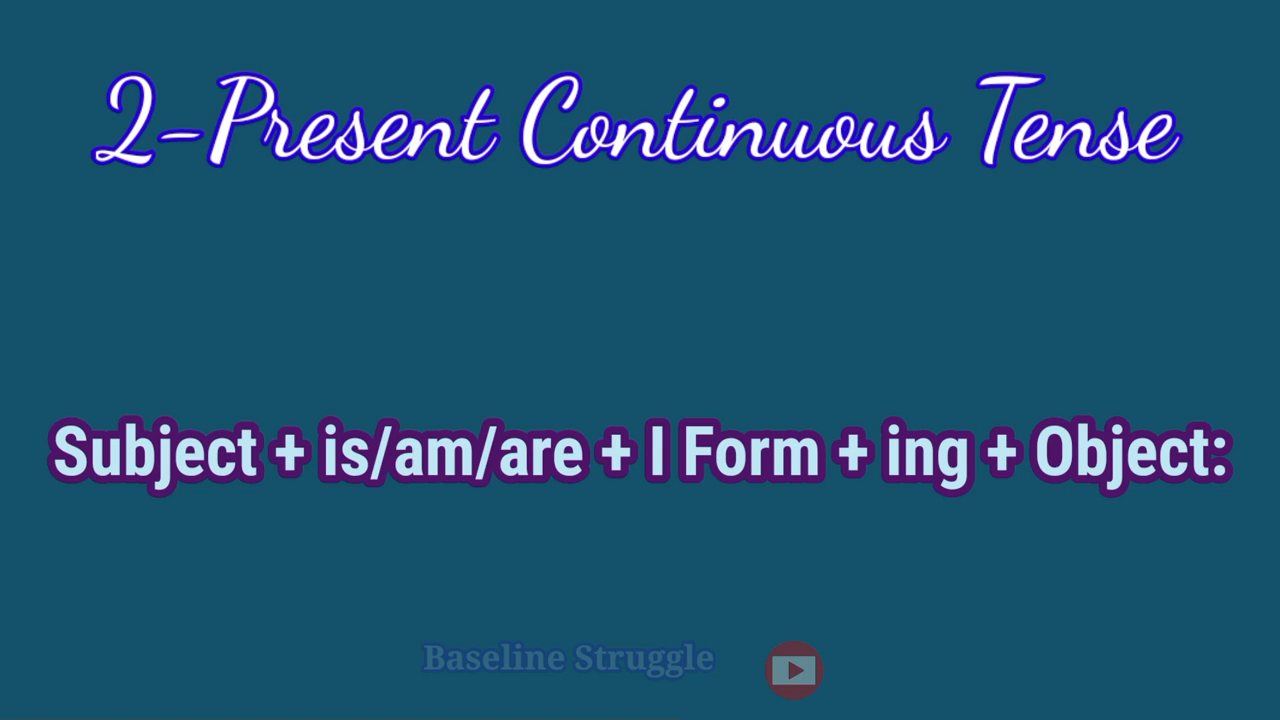 2-Present Continuous Tense
Subject + is/am/are + I Form + ing + Object:
Baseline Struggle